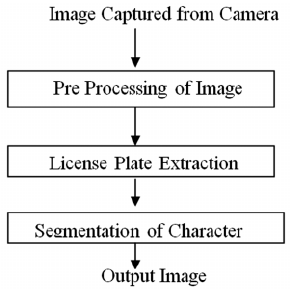 Image Captured from Camera
Pre Processing of Image
License Plate Extraction
Segmentation of Character
Output Image